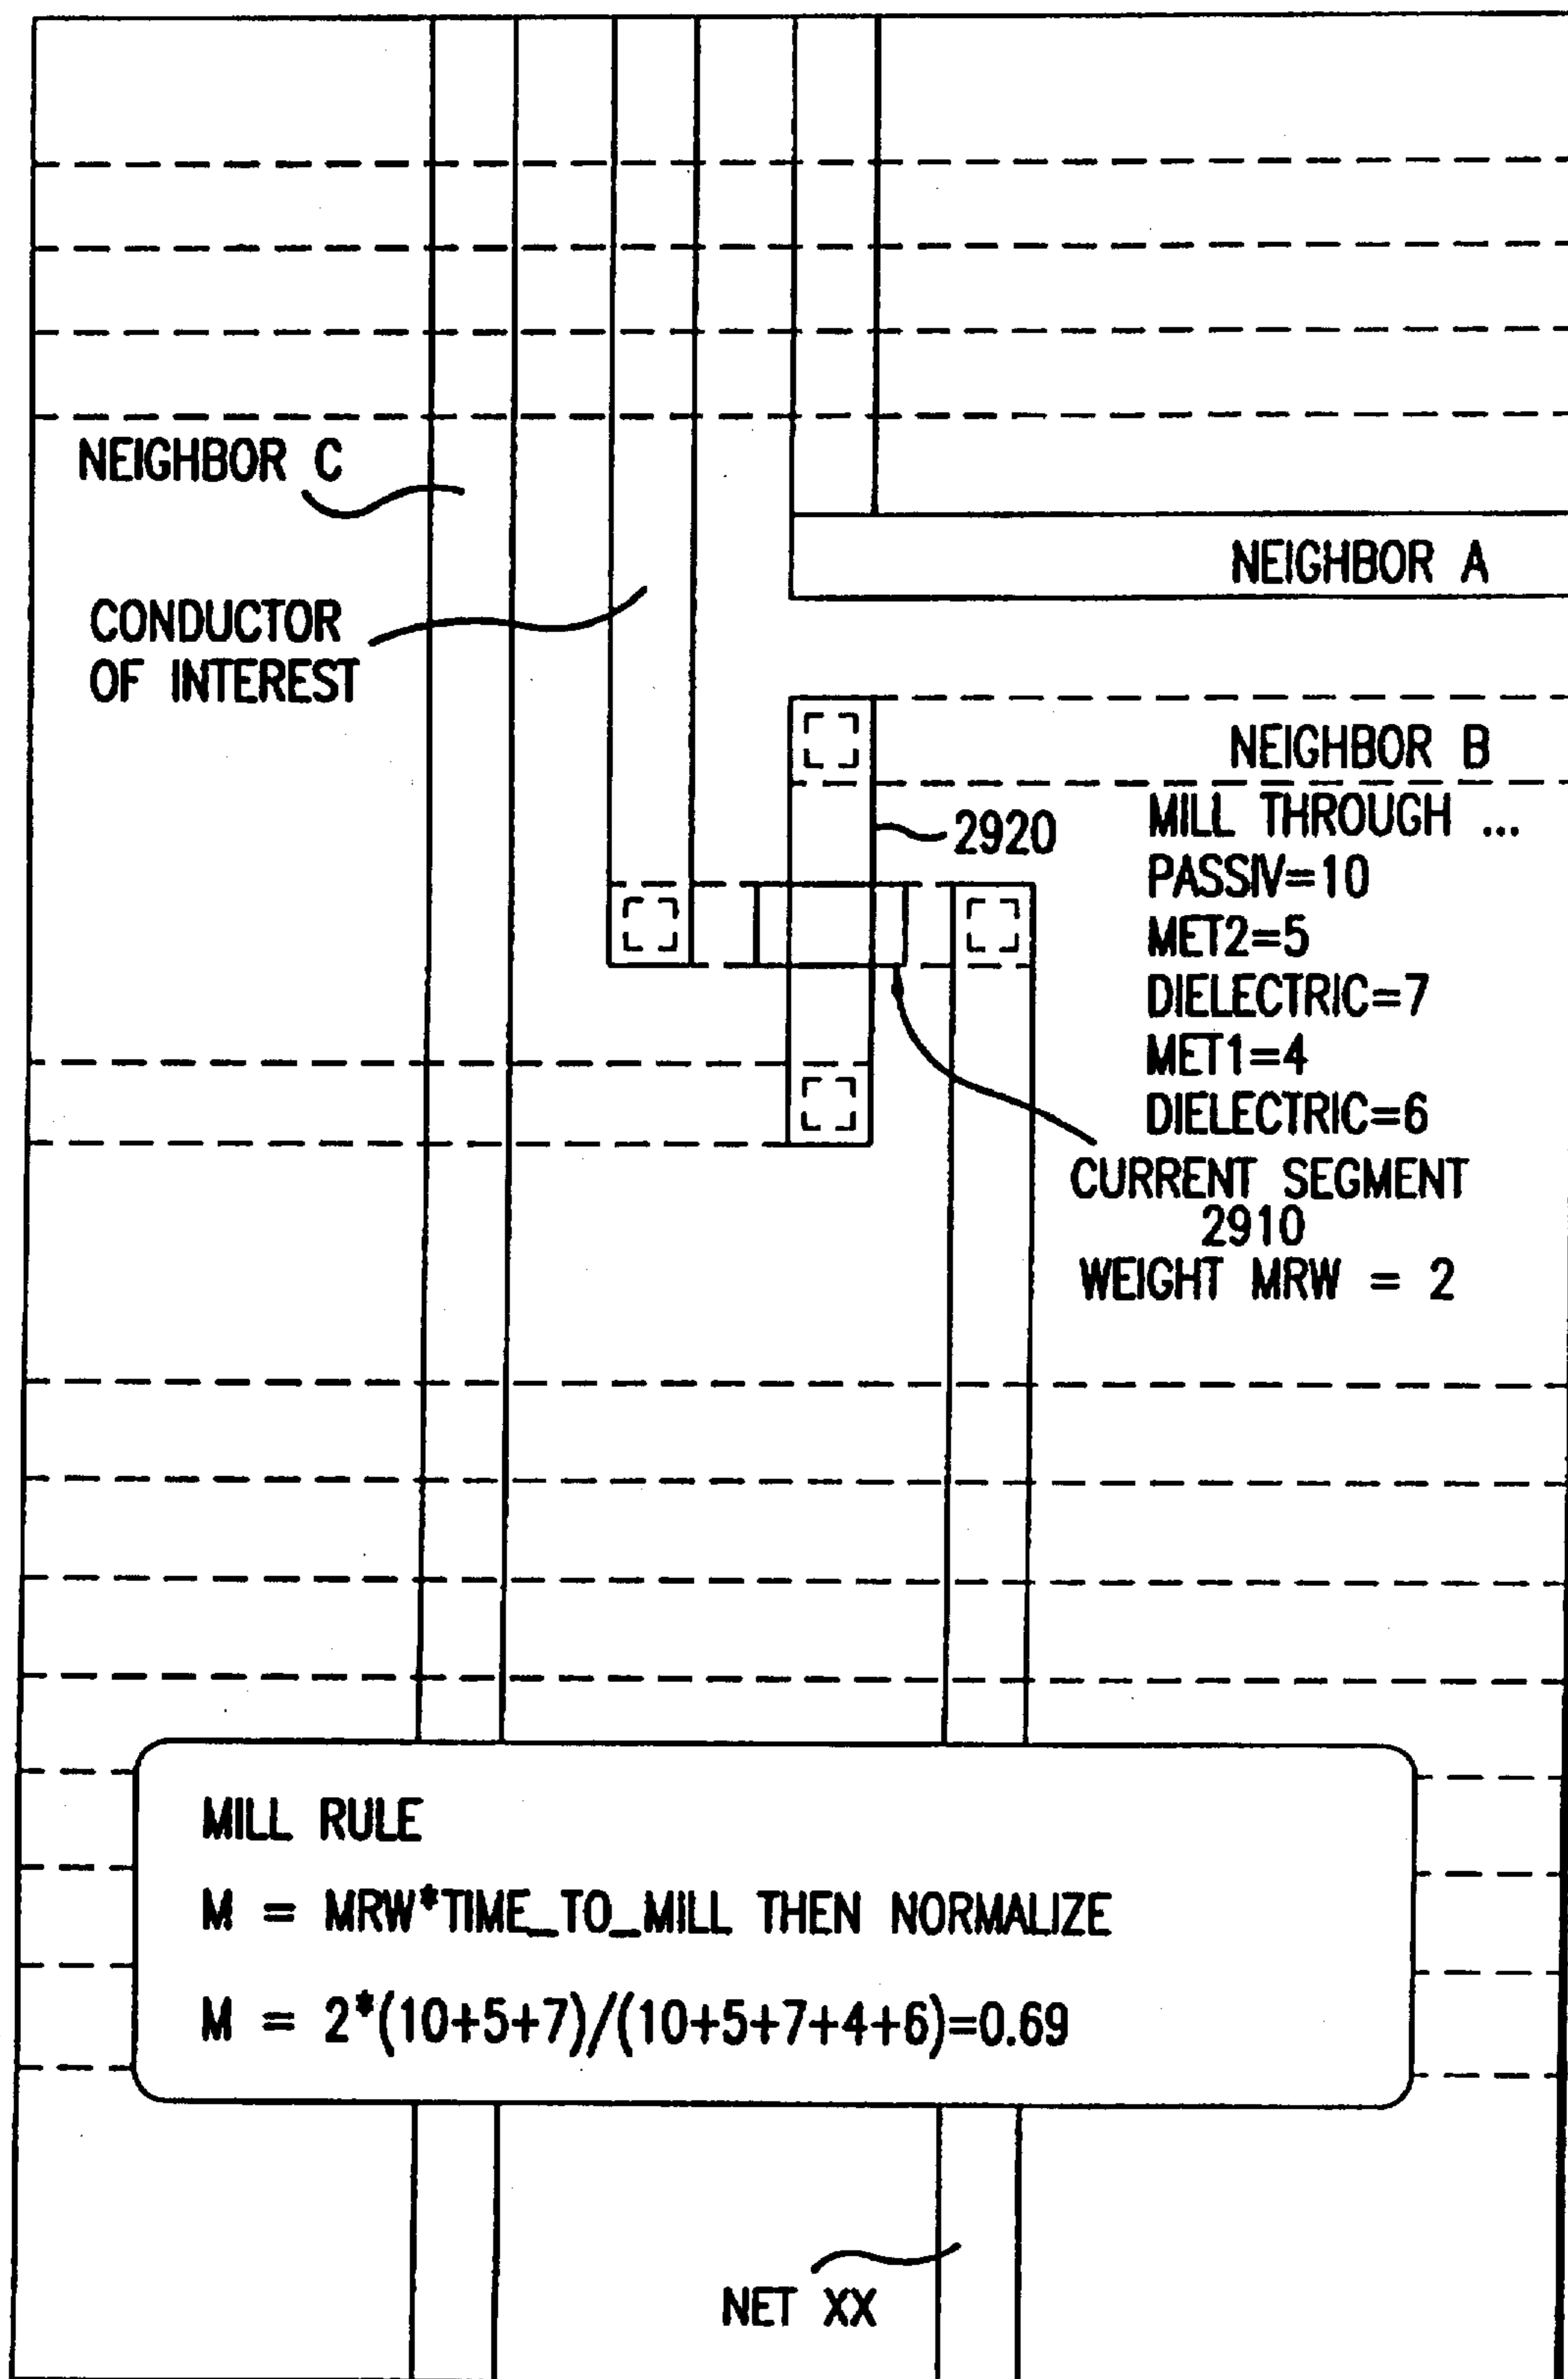 NEIGHBOR C
NEIGHBOR A
CONDUCTOR
OF INTEREST
NEIGHBOR B
2920
MILL THROUGH ...
PASSIV=10
MET2=5
DIELECTRIC=7
MET1=4
DIELECTRIC=6
CURRENT SEGMENT
2910
WEIGHT MRW = 2
MILL RULE
M = MRW*TIME_TO_MILL THEN NORMALIZE
M = 2*(10+5+7)/(10+5+7+4+6)=0.69
NET XX